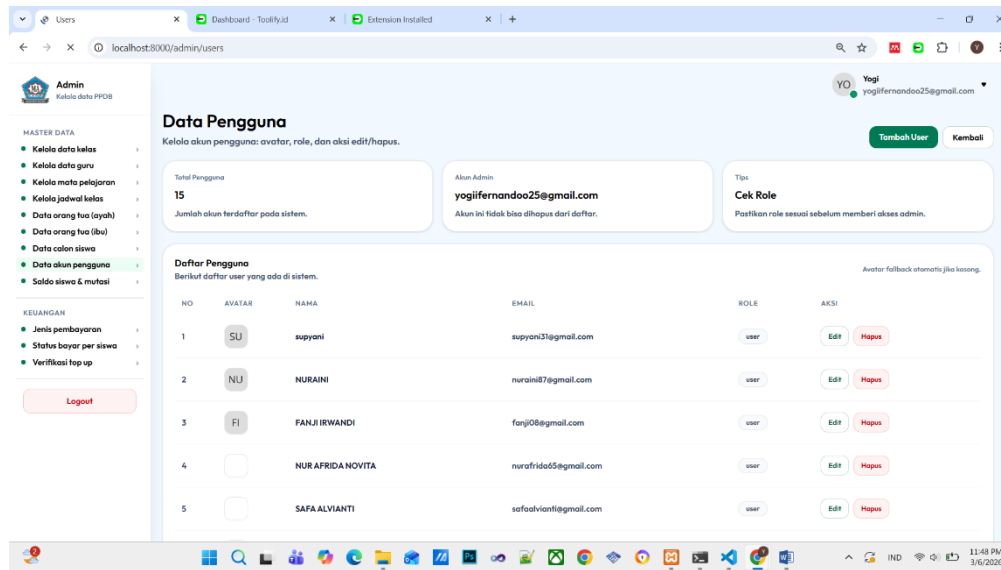 Users
Dashboard - Toolify.id
Extension Installed
localhost:8000/admin/users
Y
Admin
Kelola data PPDB
YO
Yogi
yogiifernandoo25@gmail.com
MASTER DATA
Kelola data kelas
Kelola data guru
Kelola mata pelajaran
Kelola jadwal kelas
Data orang tua (ayah)
Data orang tua (ibu)
Data calon siswa
Data akun pengguna
Saldo siswa & mutasi
KEUANGAN
Jenis pembayaran
Status bayar per siswa
Verifikasi top up
Logout
Data Pengguna
Kelola akun pengguna: avatar, role, dan aksi edit/hapus.
Tambah User
Kembali
Total Pengguna
15
Jumlah akun terdaftar pada sistem.
Akun Admin
yogiifernandoo25@gmail.com
Akun ini tidak bisa dihapus dari daftar.
Tips
Cek Role
Pastikan role sesuai sebelum memberi akses admin.
Daftar Pengguna
Berikut daftar user yang ada di sistem.
Avatar fallback otomatis jika kosong.
NO AVATAR NAMA EMAIL ROLE AKSI
1 SU supyani supyani31@gmail.com user Edit Hapus
2 NU NURAINI nuraini87@gmail.com user Edit Hapus
3 FI FANJI IRWANDI fanji08@gmail.com user Edit Hapus
4 NUR AFRIDA NOVITA nurafrida65@gmail.com user Edit Hapus
5 SAFA ALVIANTI safaalvianti@gmail.com user Edit Hapus
2
IND
11:48 PM
3/6/2026